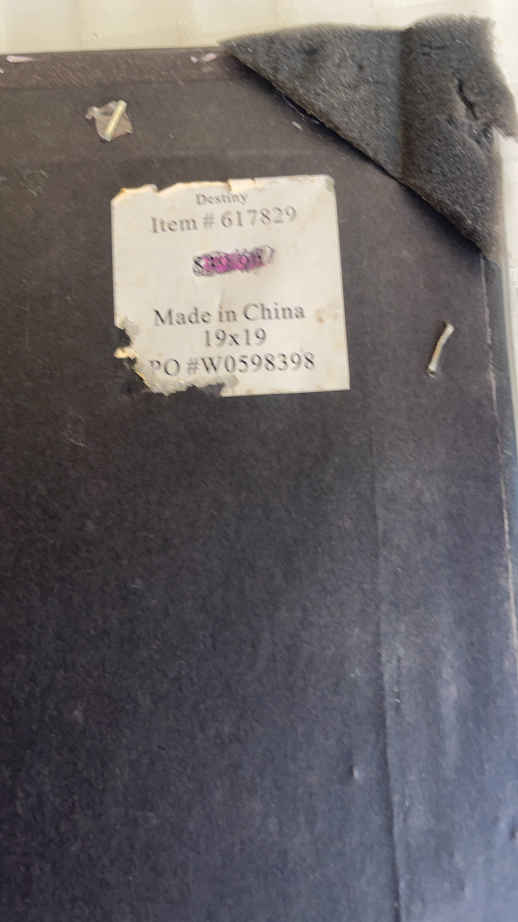 Destiny
Item # 617829
Made in China
19x19
PO #W0598398